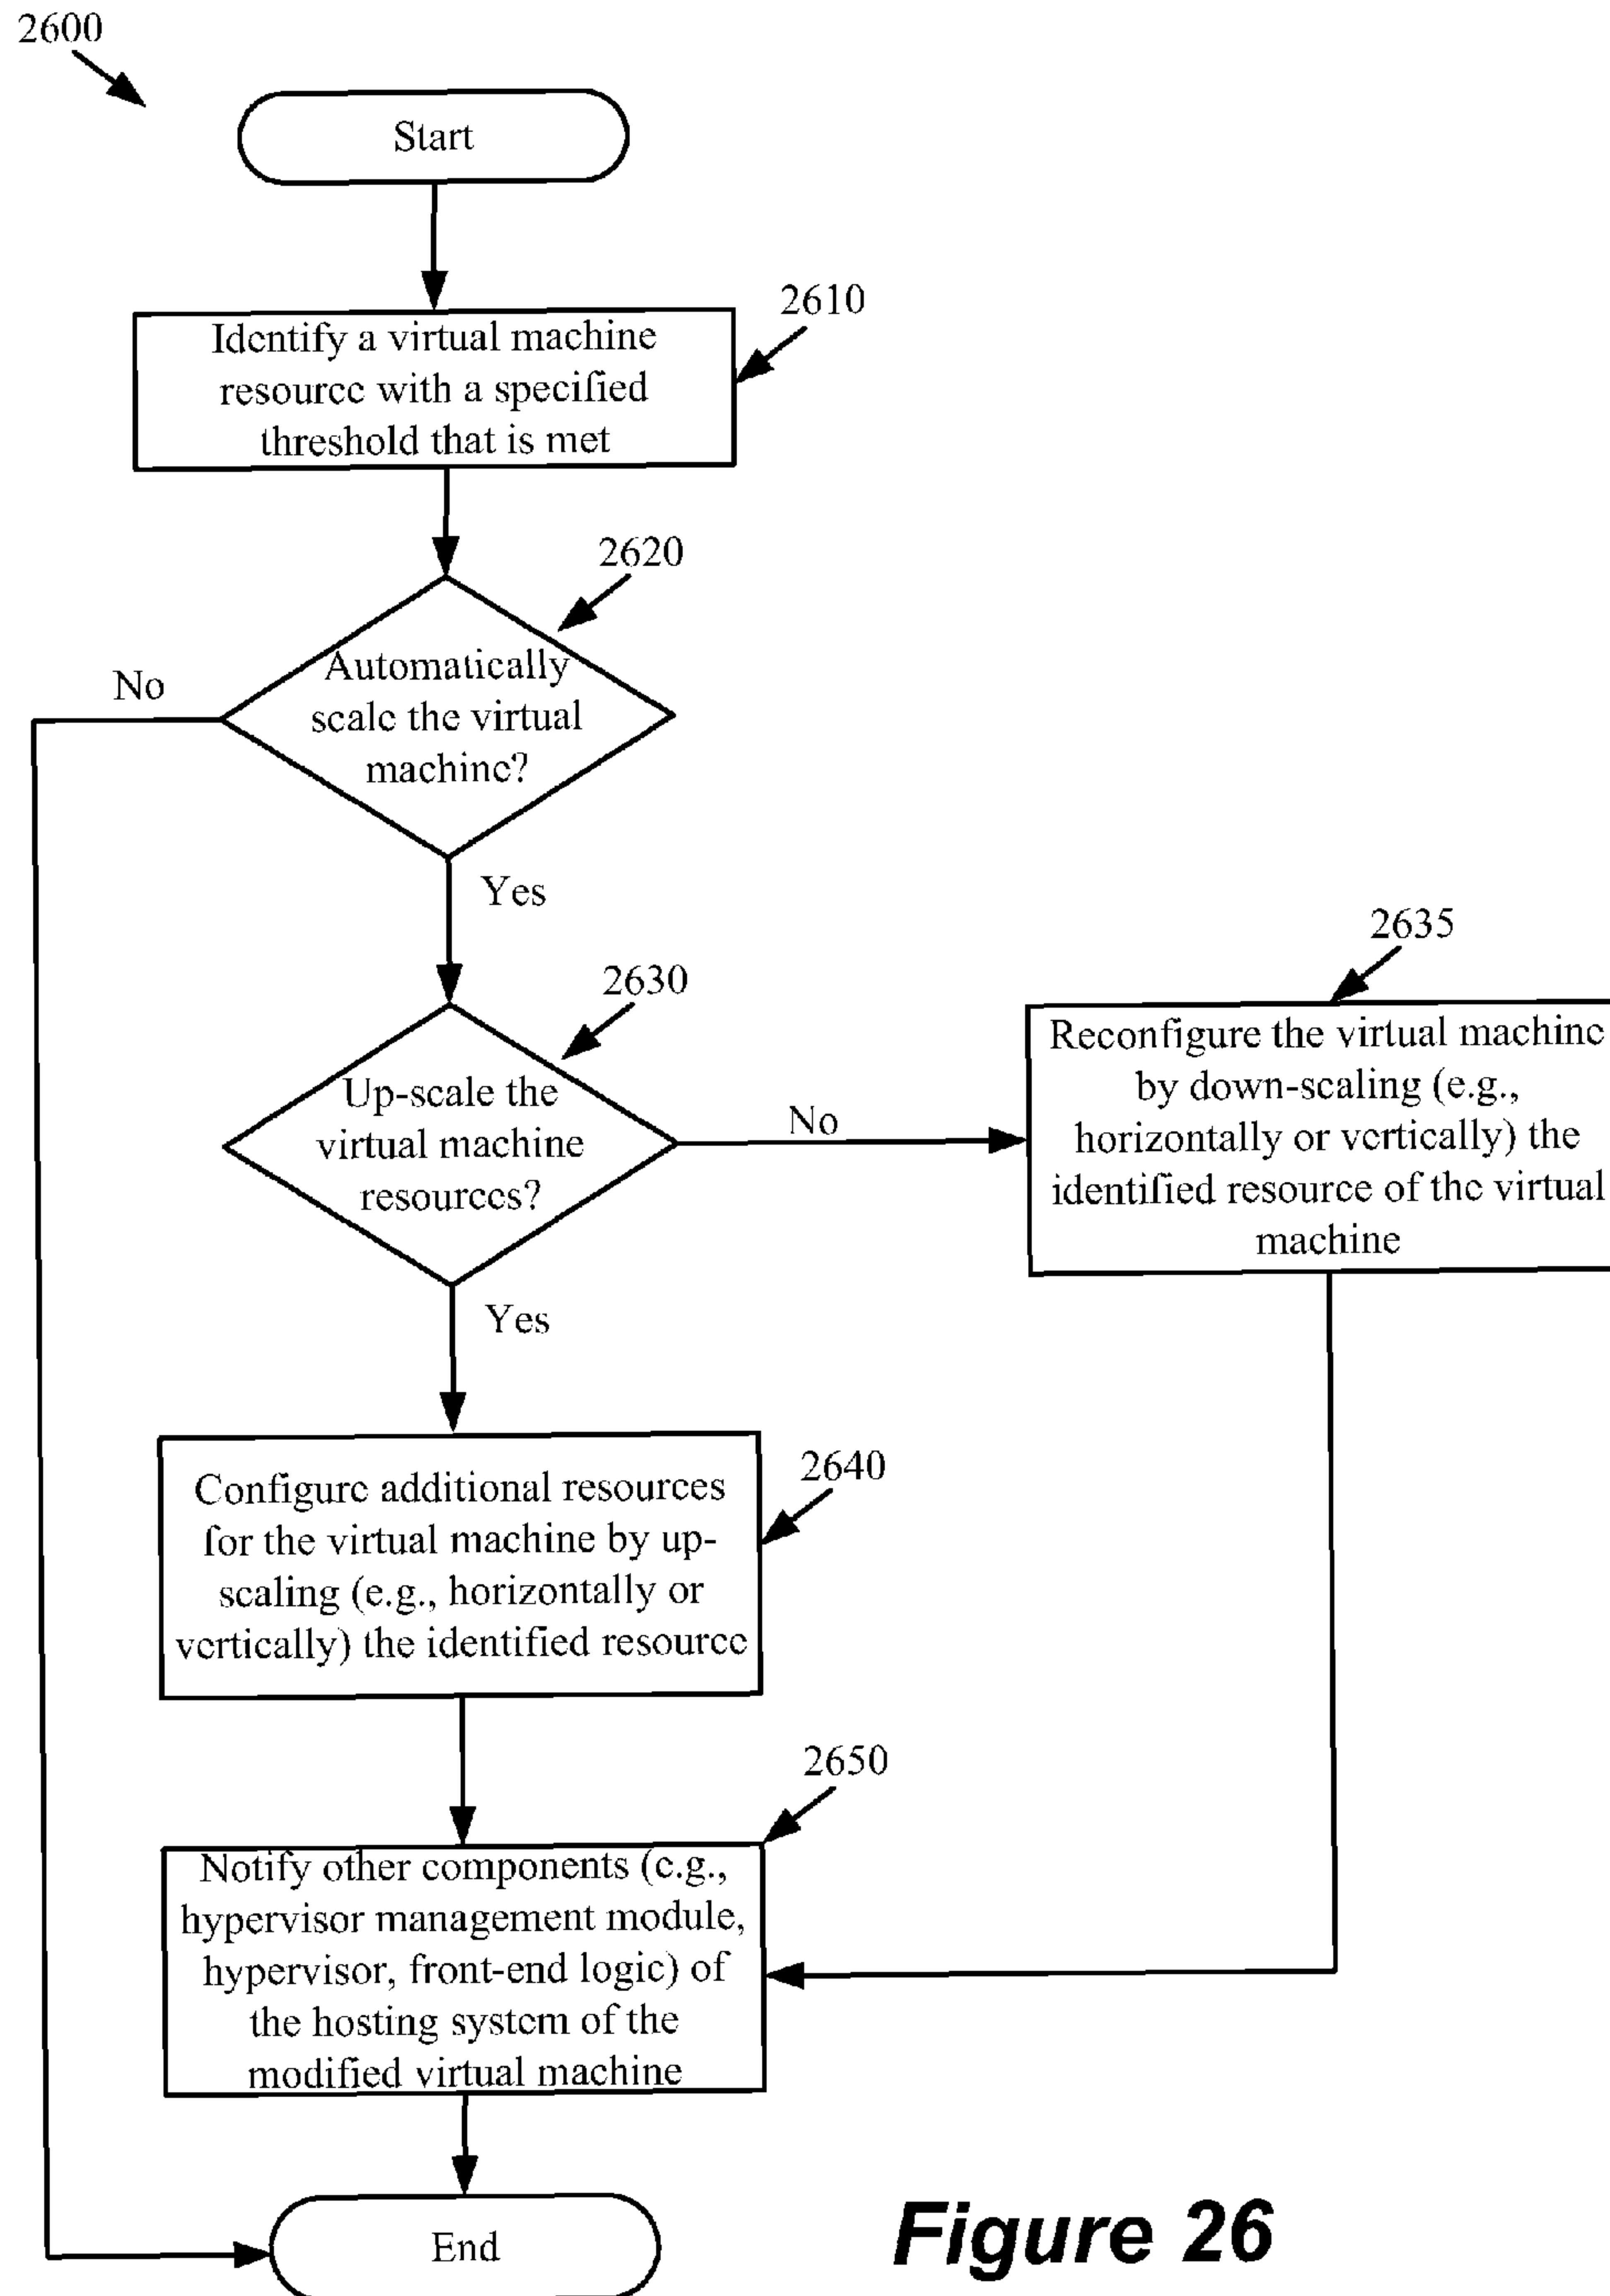 2600
Start
2610
Identify a virtual machine
resource with a specified
threshold that is met
2620
Automatically
scale the virtual
machine?
No
Yes
2630
Up-scale the
virtual machine
resources?
No
Yes
2635
Reconfigure the virtual machine
by down-scaling (e.g.,
horizontally or vertically) the
identified resource of the virtual
machine
2640
Configure additional resources
for the virtual machine by up-
scaling (e.g., horizontally or
vertically) the identified resource
2650
Notify other components (e.g.,
hypervisor management module,
hypervisor, front-end logic) of
the hosting system of the
modified virtual machine
End
Figure 26